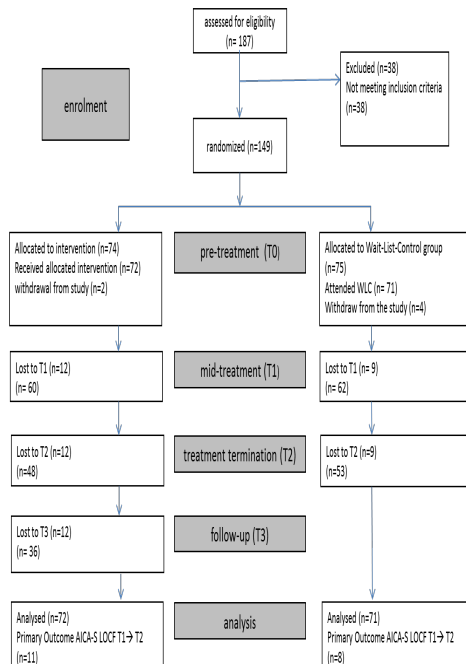 assessed for eligibility
(n= 187)
Excluded (n=38)
Not meeting inclusion criteria
(n=38)
enrolment
randomized (n=149)
Allocated to intervention (n=74)
Received allocated intervention (n=72)
withdrawal from study (n=2)
pre-treatment (T0)
Allocated to Wait-List-Control group
(n=75)
Attended WLC (n= 71)
Withdraw from the study (n=4)
Lost to T1 (n=12)
(n= 60)
mid-treatment (T1)
Lost to T1 (n= 9)
(n= 62)
Lost to T2 (n=12)
(n=48)
treatment termination (T2)
Lost to T2 (n=9)
(n=53)
Lost to T3 (n=12)
(n= 36)
follow-up (T3)
Analysed (n=72)
Primary Outcome AICA-S LOCF T1→ T2
(n=11)
analysis
Analysed (n=71)
Primary Outcome AICA-S LOCF T1→ T2
(n=8)